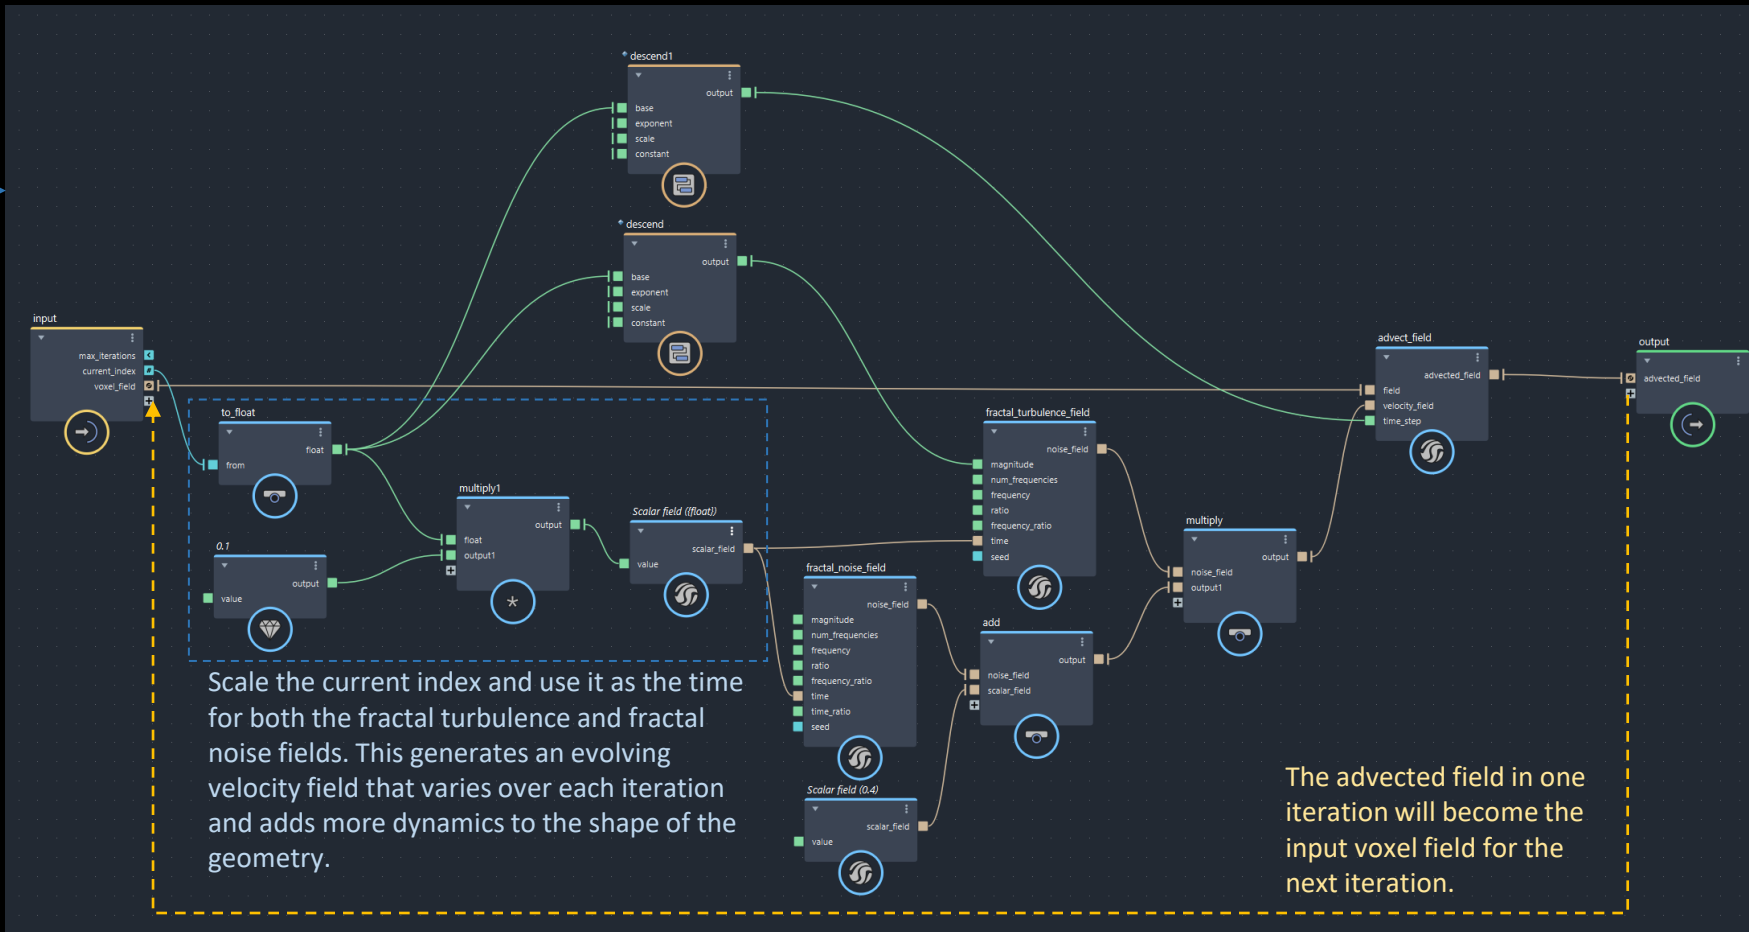 descend1
output
base
exponent
scale
constant
descend
output
base
exponent
scale
constant
input
max_iterations
current_index
voxel_field
to_float
float
from
0.1
output
value
multiply1
output
float
output1
Scalar field ((float))
scalar_field
value
fractal_turbulence_field
noise_field
magnitude
num_frequencies
frequency
ratio
frequency_ratio
time
seed
fractal_noise_field
noise_field
magnitude
num_frequencies
frequency
ratio
frequency_ratio
time
time_ratio
seed
Scalar field (0.4)
scalar_field
value
add
output
noise_field
scalar_field
multiply
output
noise_field
output1
advect_field
advected_field
field
velocity_field
time_step
output
advected_field
Scale the current index and use it as the time
for both the fractal turbulence and fractal
noise fields. This generates an evolving
velocity field that varies over each iteration
and adds more dynamics to the shape of the
geometry.
The advected field in one
iteration will become the
input voxel field for the
next iteration.